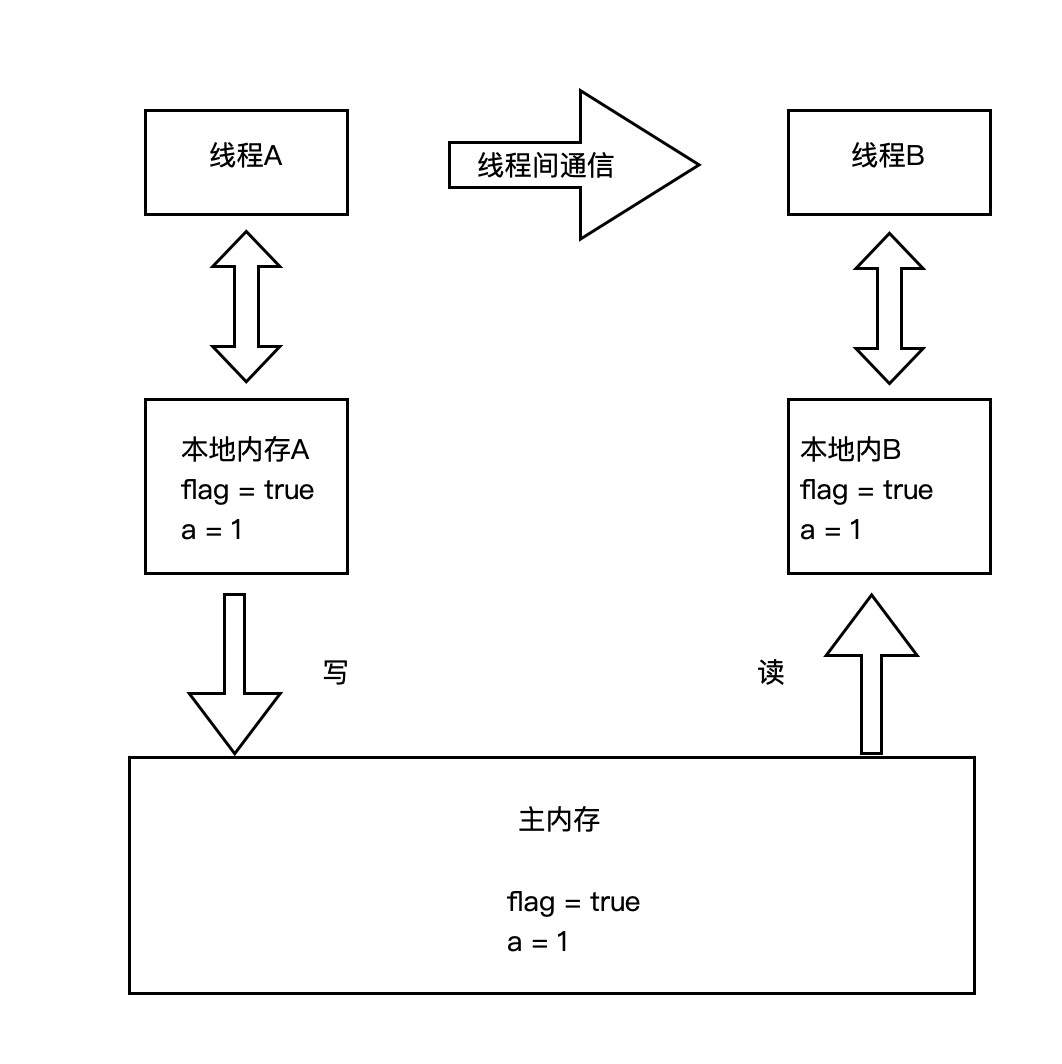 线程A
线程间通信
线程B
本地内存A
flag = true
a = 1
本地内B
flag = true
a = 1
写
读
主内存
flag = true
a = 1